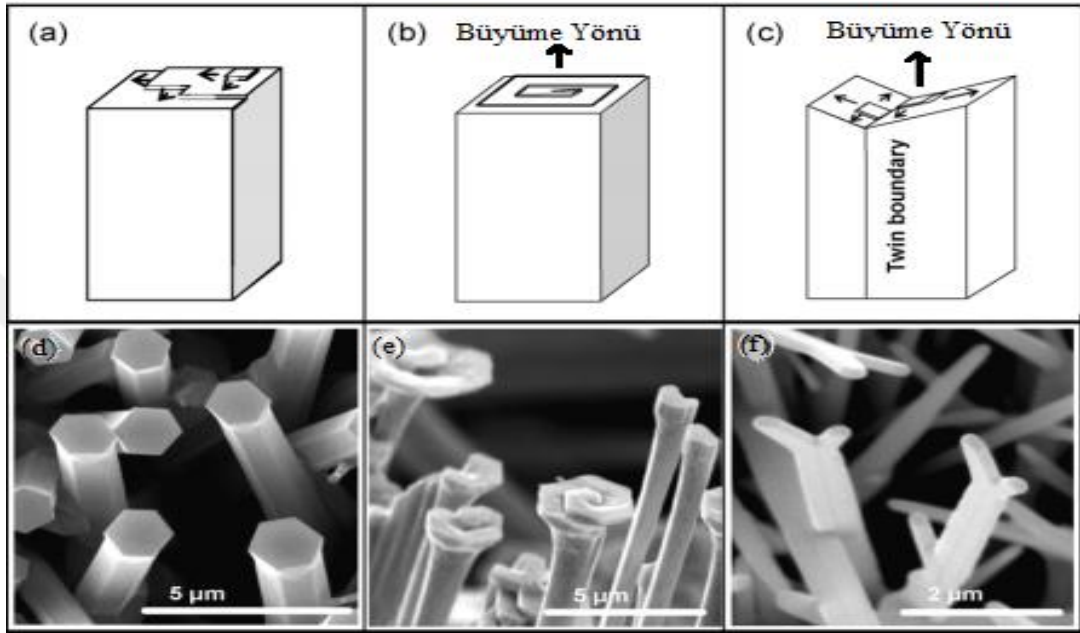 (a)
(b) Büyüme Yönü
(c) Büyüme Yönü
Twin boundary
(d)
5 µm
(e)
5 µm
(f)
2 µm